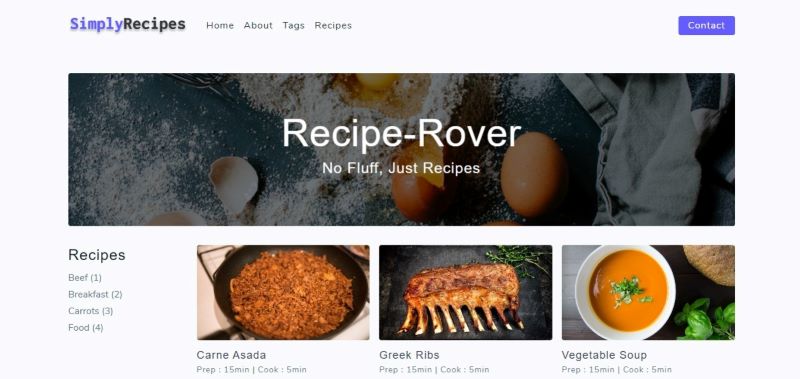 SimplyRecipes
Home About Tags Recipes
Contact
Recipe-Rover
No Fluff, Just Recipes
Recipes
Beef (1)
Breakfast (2)
Carrots (3)
Food (4)
Carne Asada
Prep : 15min | Cook : 5min
Greek Ribs
Prep : 15min | Cook : 5min
Vegetable Soup
Prep : 15min | Cook : 5min